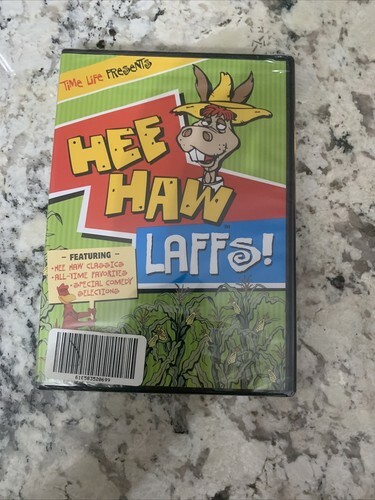 TIME LIFE PRESENTS
HEE
HAW
LAFFS!
- FEATURING -
• HEE HAW CLASSICS
• ALL-TIME FAVORITES
• SPECIAL COMEDY
SELECTIONS